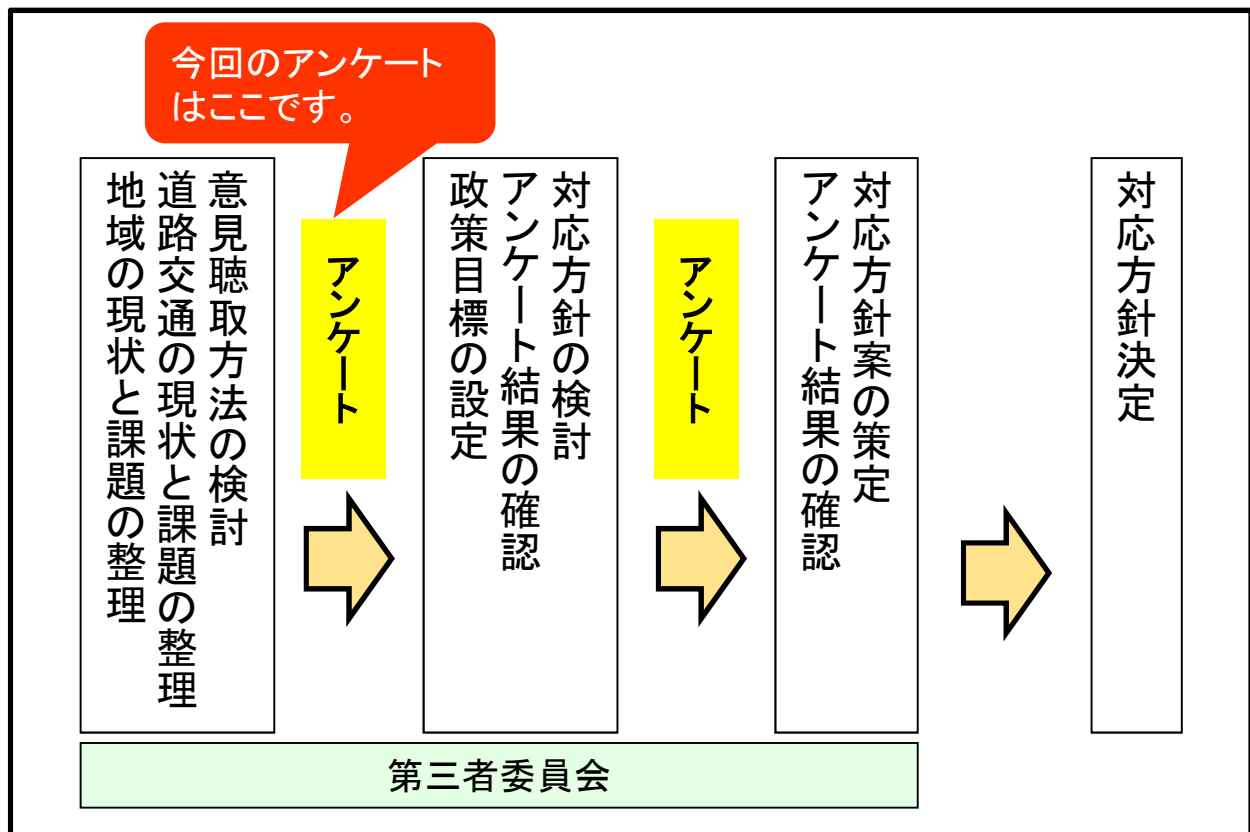 今回のアンケート
はここです。
意見聴取方法の検討
道路交通の現状と課題の整理
地域の現状と課題の整理
アンケート
対応方針の検討
アンケート結果の確認
政策目標の設定
アンケート
対応方針案の策定
アンケート結果の確認
対応方針決定
第三者委員会